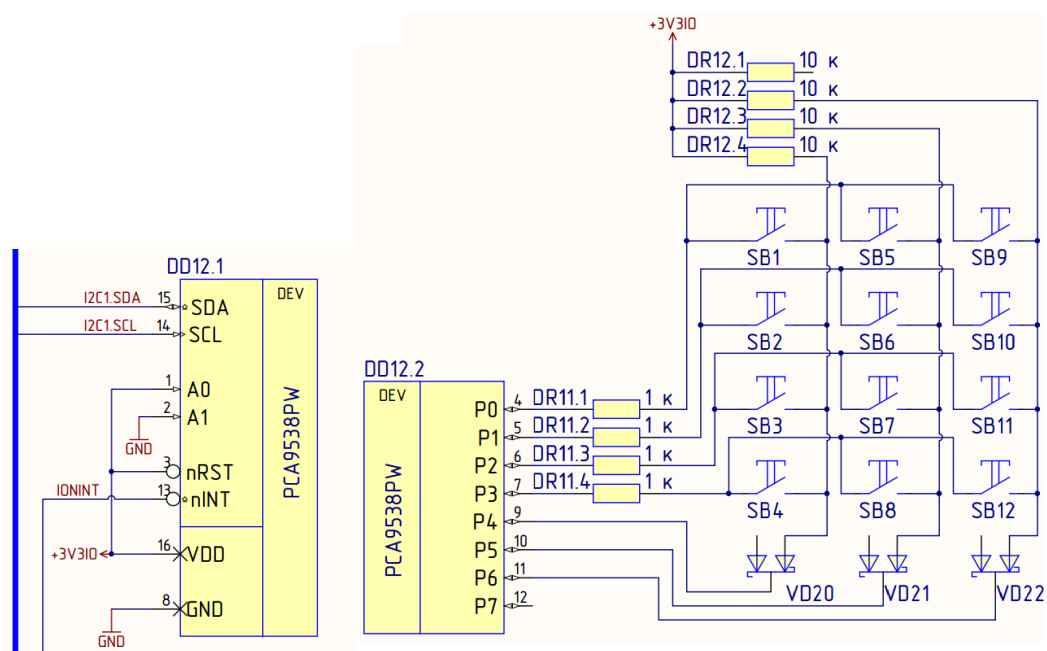 +3V3IO
DR12.1 10 к
DR12.2 10 к
DR12.3 10 к
DR12.4 10 к
SB1 SB5 SB9
DD12.1
I2C1.SDA 15 SDA DEV
I2C1.SCL 14 SCL
SB2 SB6 SB10
1 A0
2 A1
GND
DD12.2
DEV
PCA9538PW
P0 4 DR11.1 1 к
P1 5 DR11.2 1 к
SB3 SB7 SB11
P2 6 DR11.3 1 к
3 nRST
P3 7 DR11.4 1 к
IONINT 13 nINT
SB4 SB8 SB12
P4 9
PCA9538PW
+3V3IO 16 VDD
P5 10
P6 11
VD20 VD21 VD22
P7 12
8 GND
GND